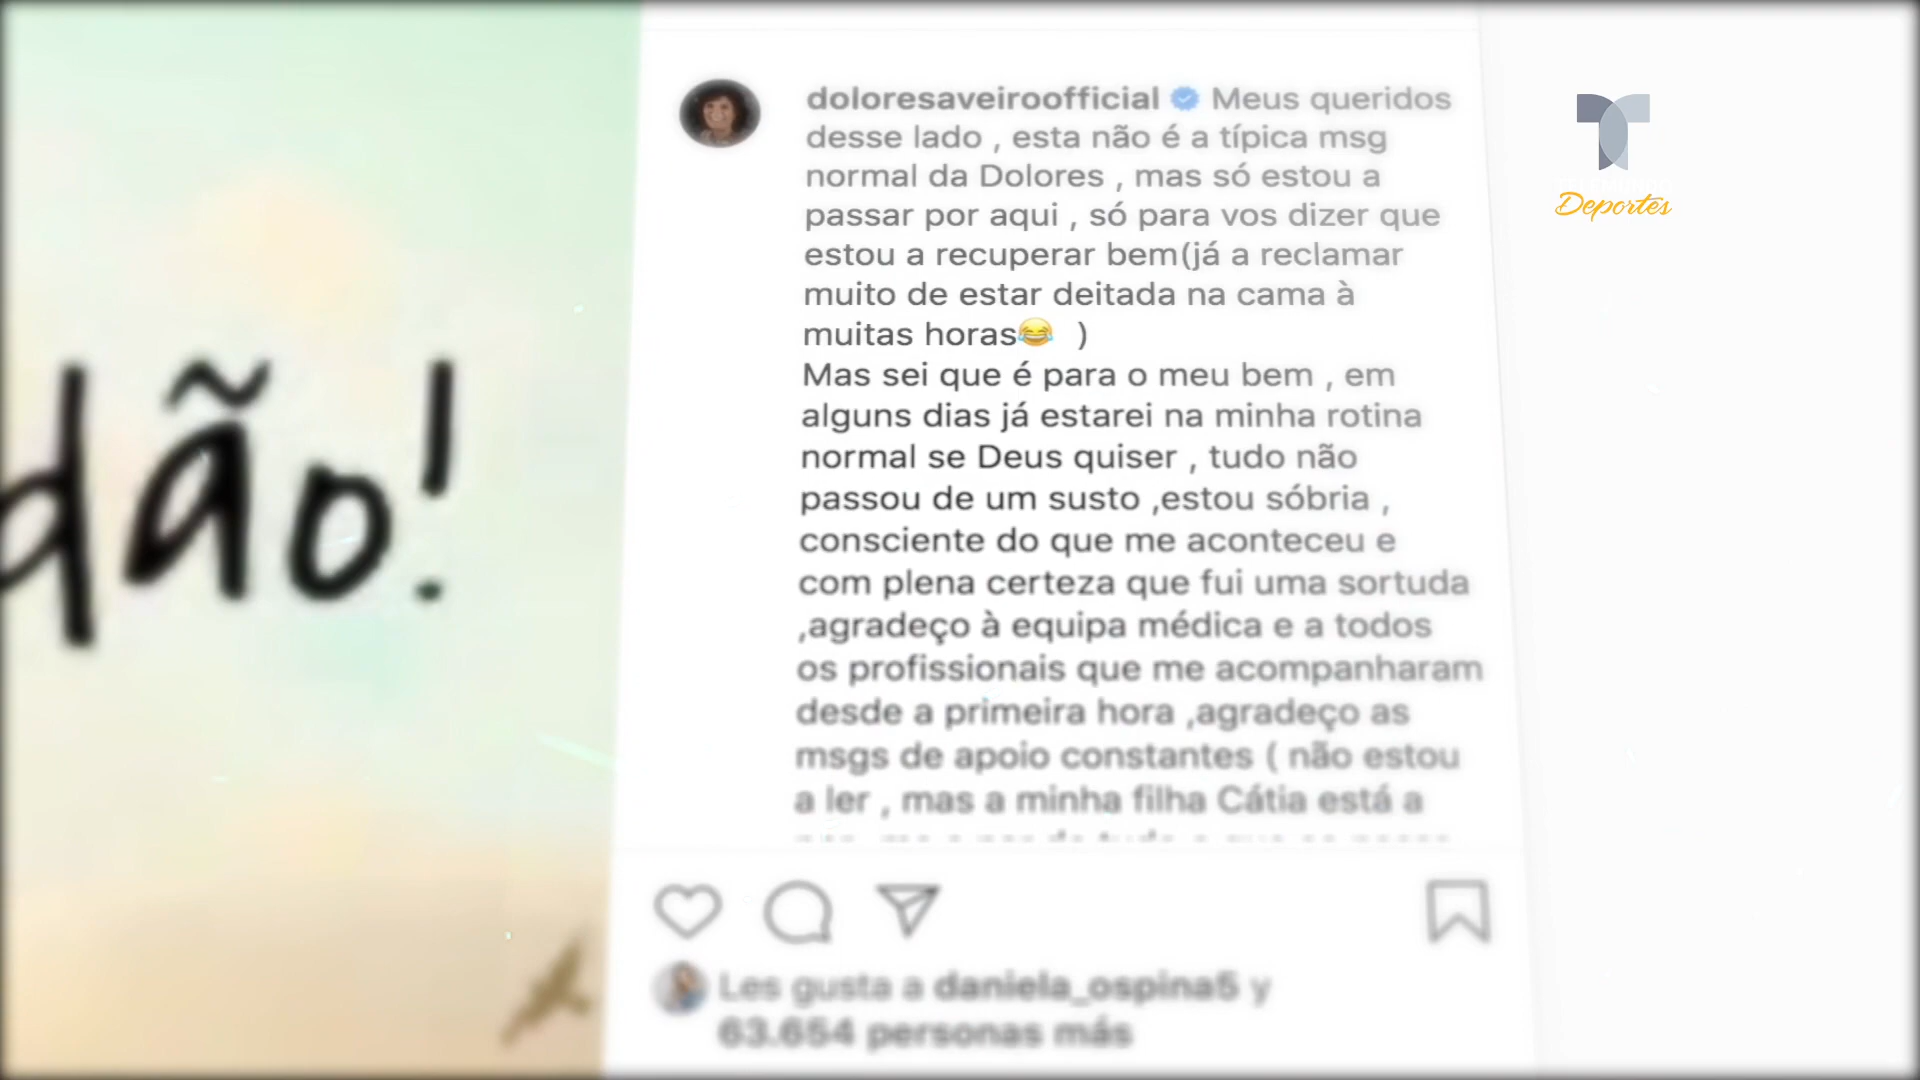 dão!
doloresaveiroofficial Meus queridos
desse lado , esta não é a típica msg
normal da Dolores , mas só estou a
passar por aqui , só para vos dizer que
estou a recuperar bem(já a reclamar
muito de estar deitada na cama à
muitas horas😂 )
Mas sei que é para o meu bem , em
alguns dias já estarei na minha rotina
normal se Deus quiser , tudo não
passou de um susto ,estou sóbria ,
consciente do que me aconteceu e
com plena certeza que fui uma sortuda
,agradeço à equipa médica e a todos
os profissionais que me acompanharam
desde a primeira hora ,agradeço as
msgs de apoio constantes ( não estou
a ler , mas a minha filha Cátia está a
Les gusta a daniela_ospina5 y
63.654 personas más
Deportes